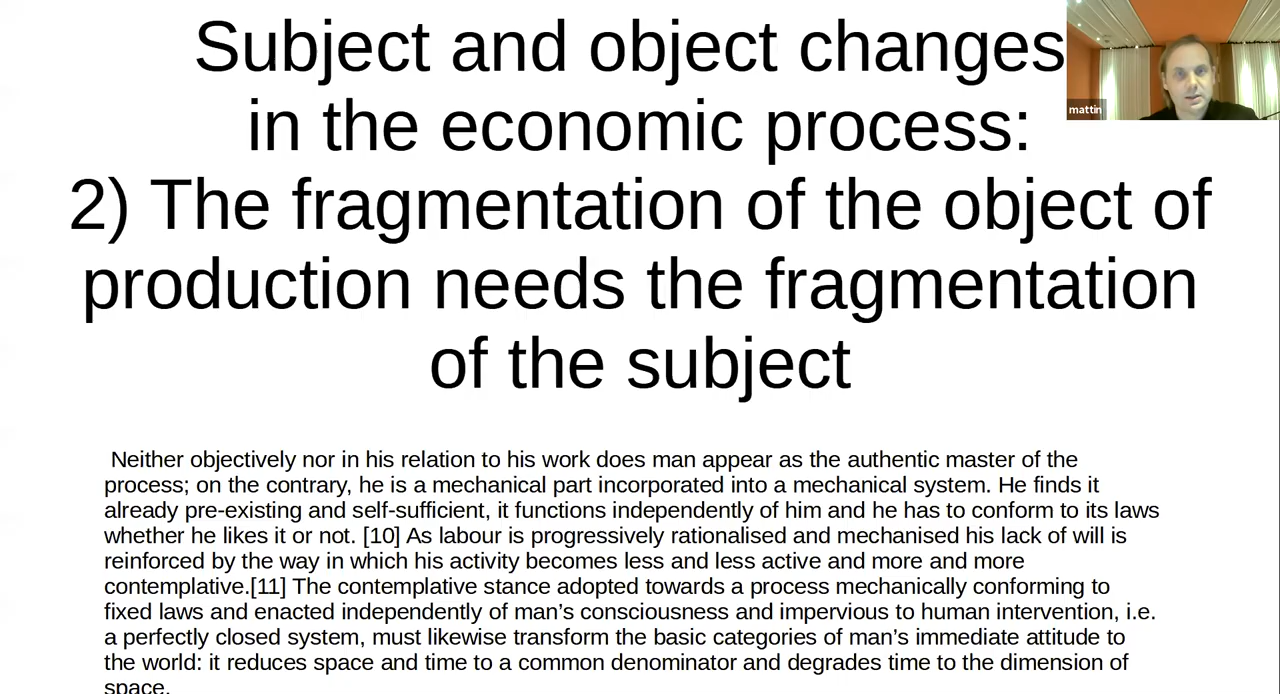 Subject and object changes
in the economic process:
2) The fragmentation of the object of
production needs the fragmentation
of the subject
mattin
Neither objectively nor in his relation to his work does man appear as the authentic master of the
process; on the contrary, he is a mechanical part incorporated into a mechanical system. He finds it
already pre-existing and self-sufficient, it functions independently of him and he has to conform to its laws
whether he likes it or not. [10] As labour is progressively rationalised and mechanised his lack of will is
reinforced by the way in which his activity becomes less and less active and more and more
contemplative.[11] The contemplative stance adopted towards a process mechanically conforming to
fixed laws and enacted independently of man’s consciousness and impervious to human intervention, i.e.
a perfectly closed system, must likewise transform the basic categories of man’s immediate attitude to
the world: it reduces space and time to a common denominator and degrades time to the dimension of
space.